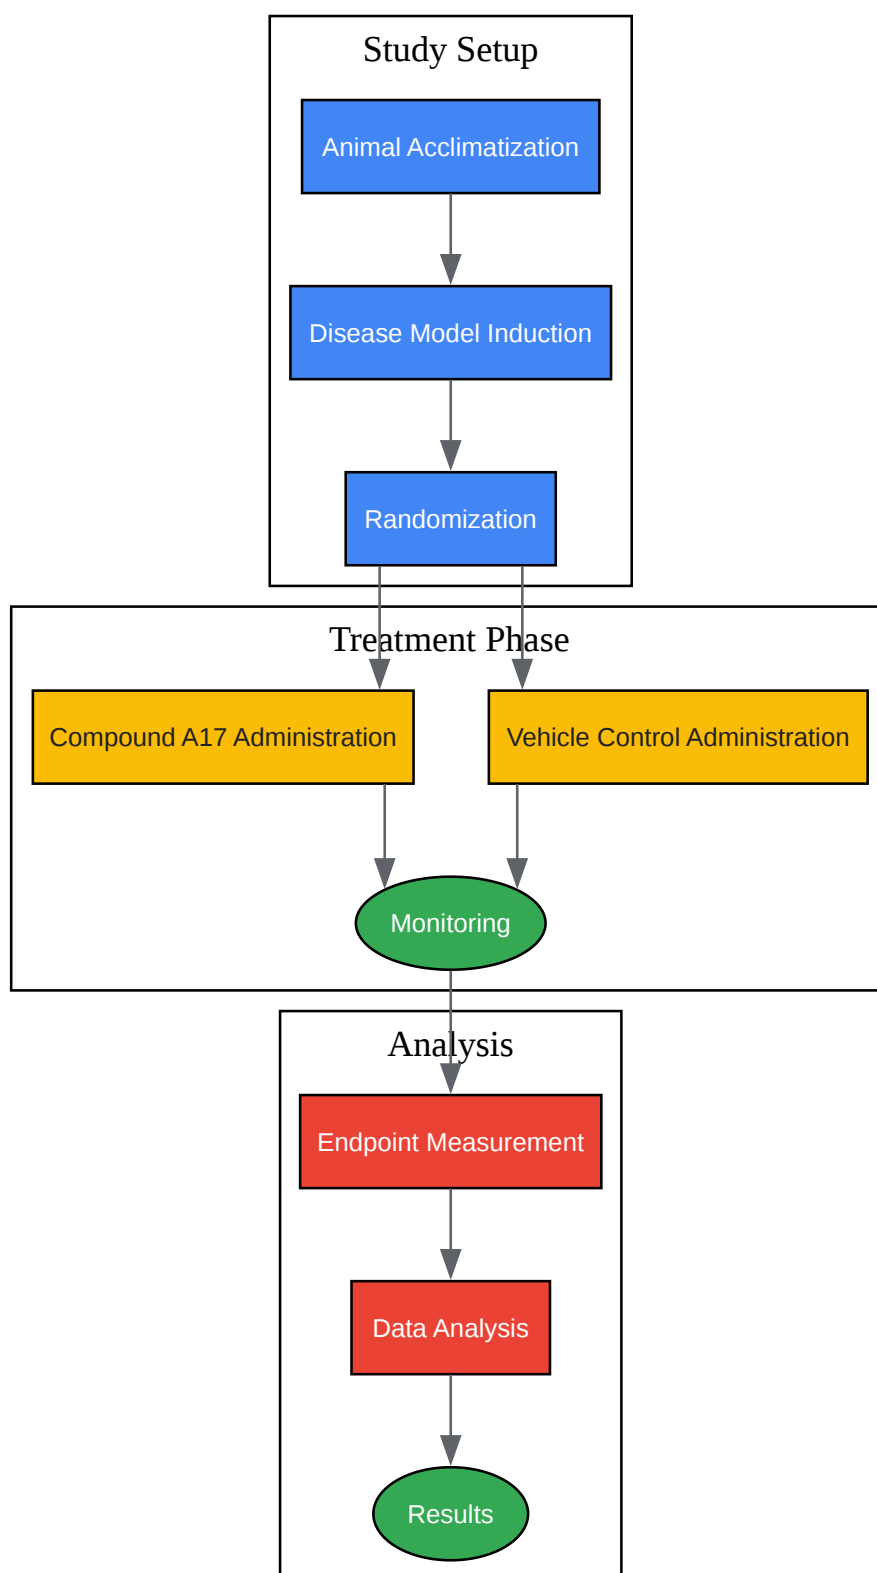 Study Setup
Animal Acclimatization
Disease Model Induction
Randomization
Treatment Phase
Compound A17 Administration
Vehicle Control Administration
Monitoring
Analysis
Endpoint Measurement
Data Analysis
Results